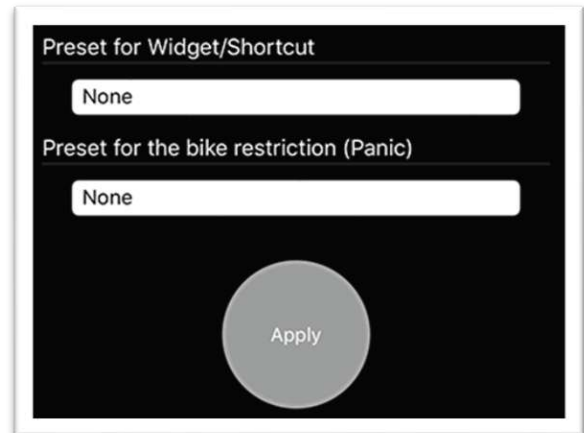 Preset for Widget/Shortcut
None
Preset for the bike restriction (Panic)
None
Apply